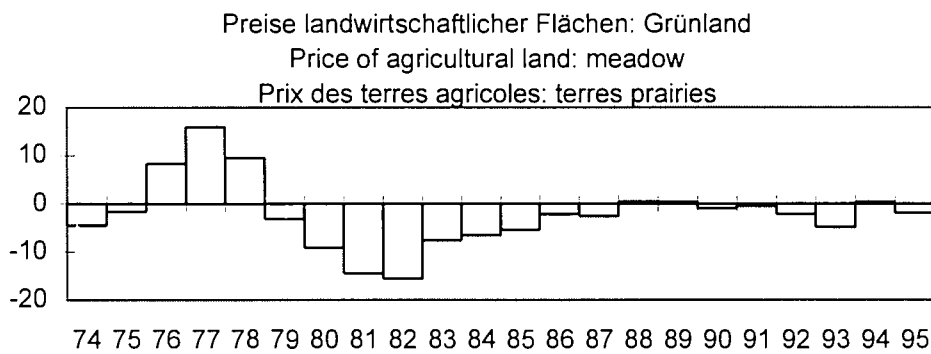 Preise landwirtschaftlicher Flächen: Grünland
Price of agricultural land: meadow
Prix des terres agricoles: terres prairies
20
10
0
-10
-20
74 75 76 77 78 79 80 81 82 83 84 85 86 87 88 89 90 91 92 93 94 95